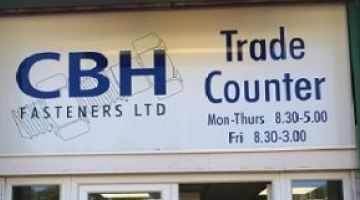 CBH
FASTENERS LTD
Trade
Counter
Mon-Thurs 8.30-5.00
Fri 8.30-3.00